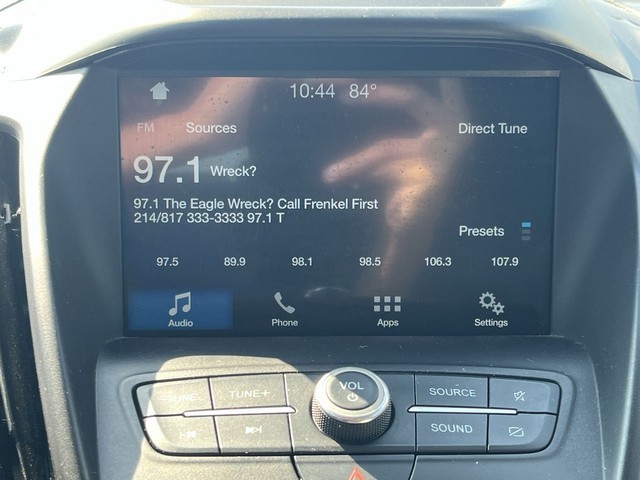 10:44 84°
FM Sources Direct Tune
97.1 Wreck?
97.1 The Eagle Wreck? Call Frenkel First
214/817 333-3333 97.1 T
Presets
97.5 89.9 98.1 98.5 106.3 107.9
Audio Phone Apps Settings
TUNE- TUNE+ VOL SOURCE
SOUND